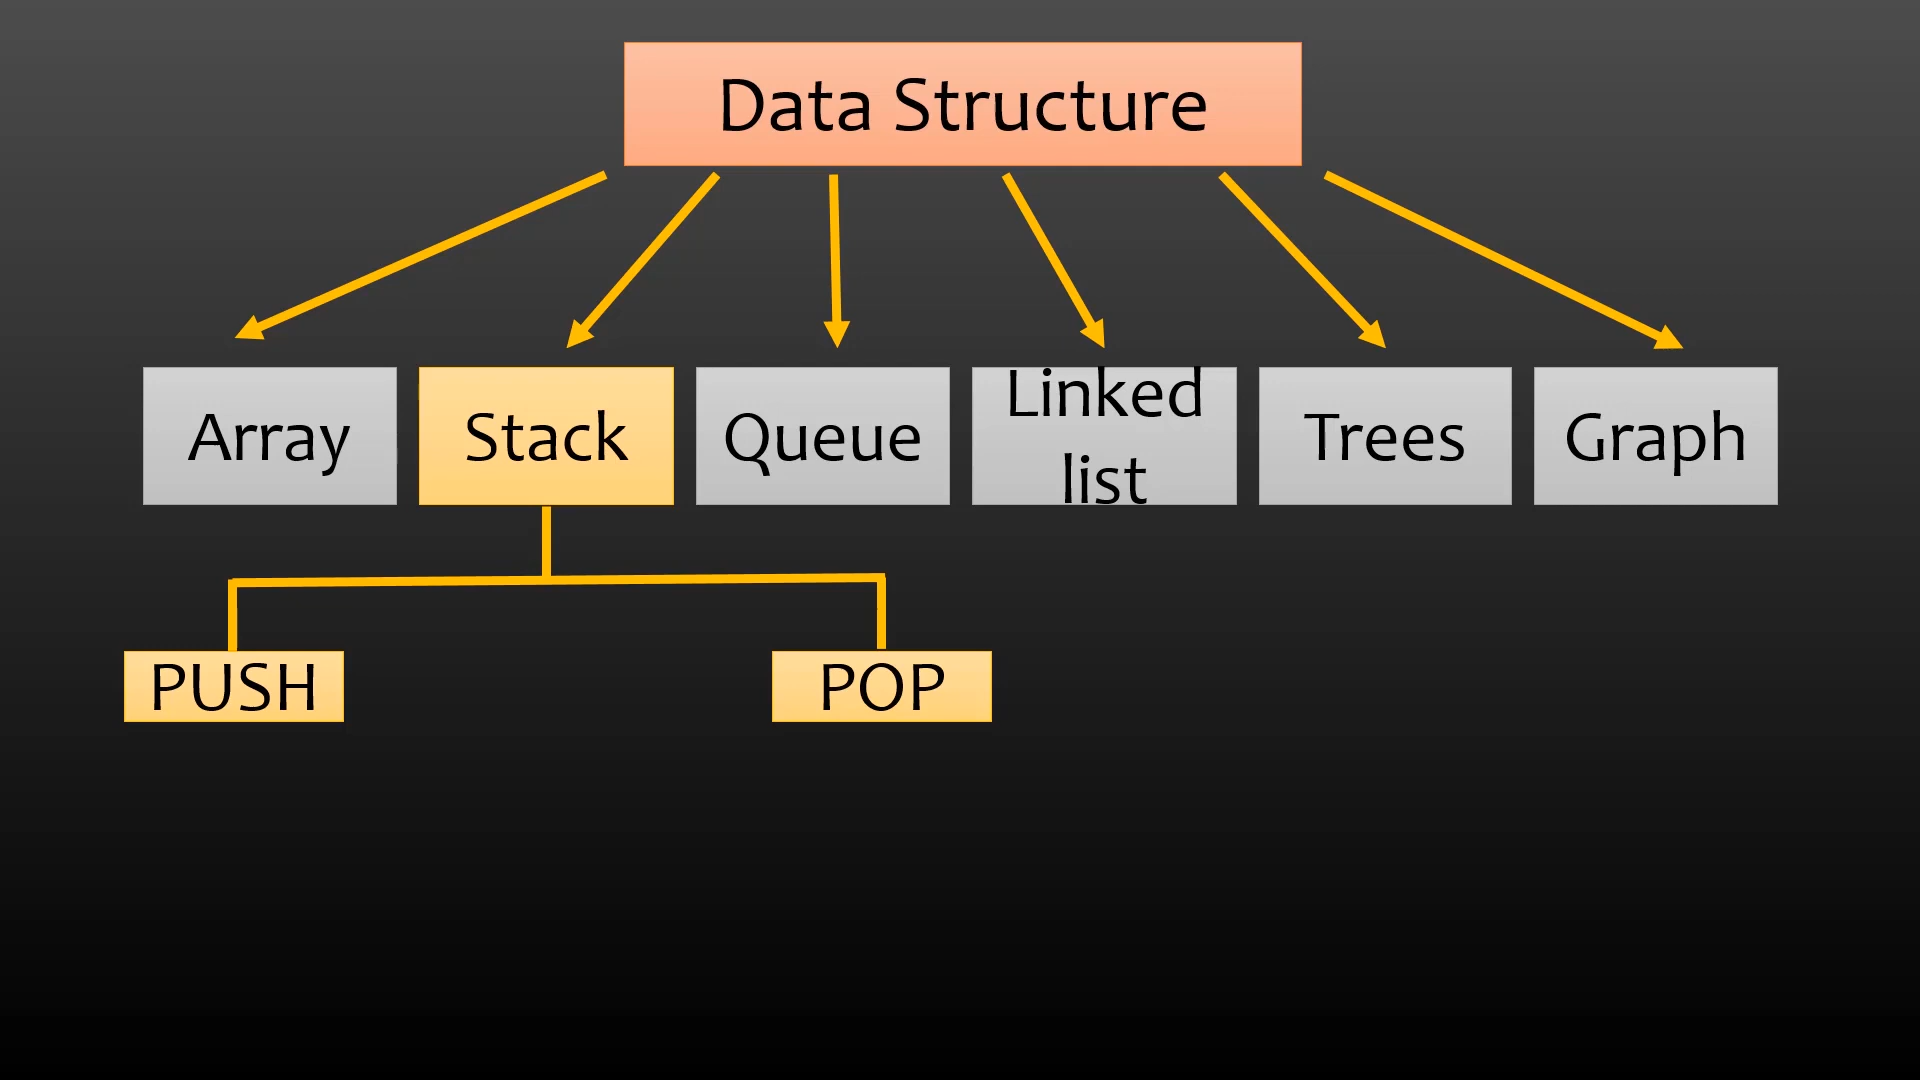 Data Structure
Array
Stack
Queue
Linked
list
Trees
Graph
PUSH
POP